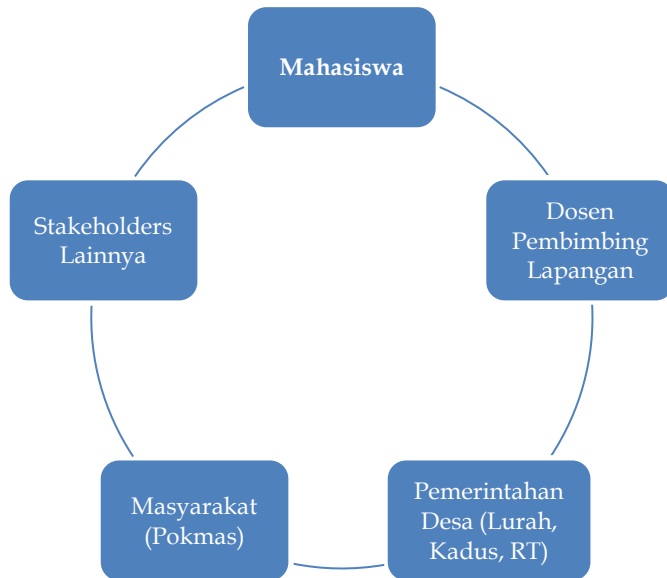 Mahasiswa
Dosen
Pembimbing
Lapangan
Pemerintahan
Desa (Lurah,
Kadus, RT)
Masyarakat
(Pokmas)
Stakeholders
Lainnya